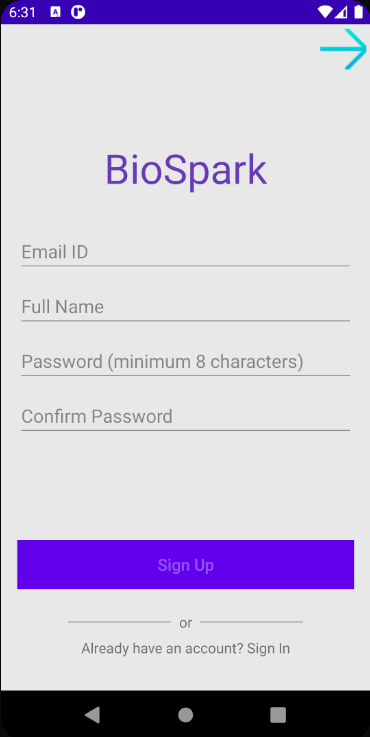 6:31
BioSpark
Email ID
Full Name
Password (minimum 8 characters)
Confirm Password
Sign Up
or
Already have an account? Sign In